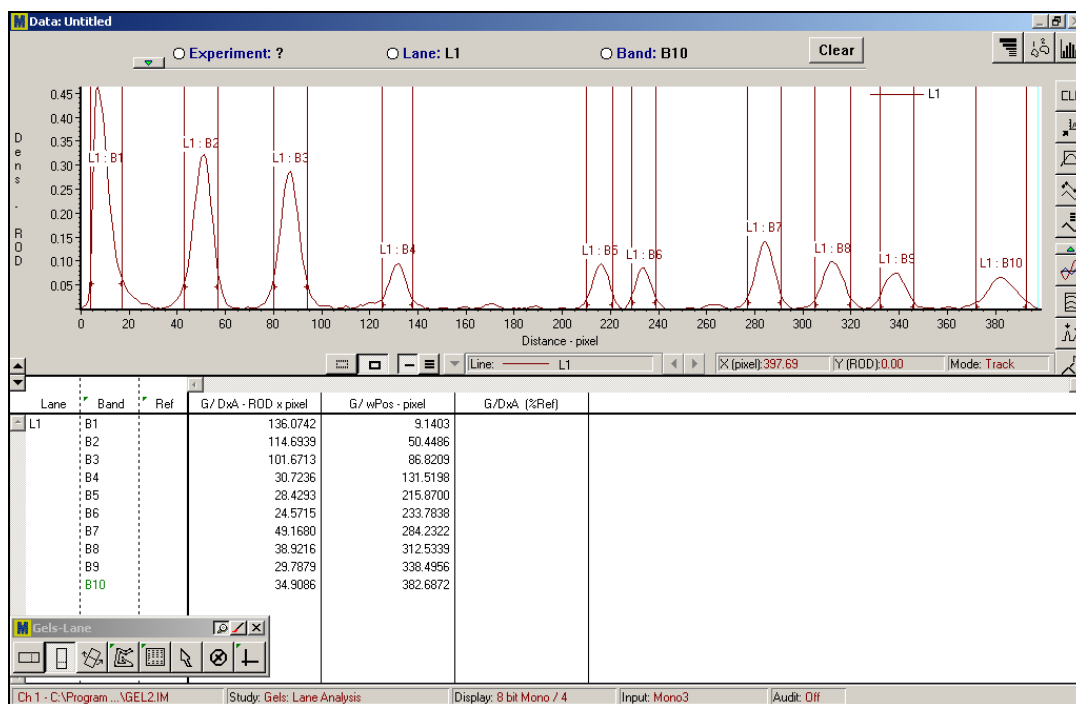 Data: Untitled
Experiment: ? Lane: L1 Band: B10 Clear
Dens - ROD
0.45
0.40
0.35
0.30
0.25
0.20
0.15
0.10
0.05
L1 : B1 L1 : B2 L1 : B3 L1 : B4 L1 : B5 L1 : B6 L1 : B7 L1 : B8 L1 : B9 L1 : B10
L1
0 20 40 60 80 100 120 140 160 180 200 220 240 260 280 300 320 340 360 380
Distance - pixel
Line: L1 X (pixel):397.69 Y (ROD):0.00 Mode: Track
Lane Band Ref G/ DxA - ROD x pixel G/ wPos - pixel G/DxA (%Ref)
L1 B1 136.0742 9.1403
B2 114.6939 50.4486
B3 101.6713 86.8209
B4 30.7236 131.5198
B5 28.4293 215.8700
B6 24.5715 233.7838
B7 49.1680 284.2322
B8 38.9216 312.5339
B9 29.7879 338.4956
B10 34.9086 382.6872
Gels-Lane
Ch 1 - C:\Program ...\GEL2.IM Study: Gels: Lane Analysis Display: 8 bit Mono / 4 Input: Mono3 Audit: Off